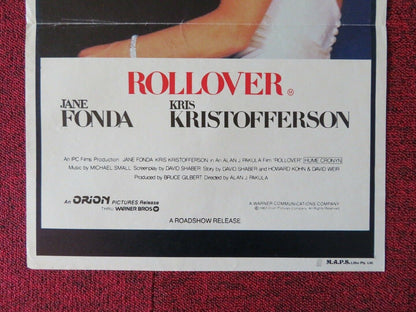 ROLLOVER
JANE KRIS
FONDA KRISTOFFERSON
An IPC Films Production JANE FONDA KRIS KRISTOFFERSON in An ALAN J. PAKULA Film "ROLLOVER" HUME CRONYN
Music by MICHAEL SMALL Screenplay by DAVID SHABER Story by DAVID SHABER and HOWARD KOHN & DAVID WEIR
Produced by BRUCE GILBERT Directed by ALAN J. PAKULA
An ORION PICTURES Release
THRU WARNER BROS
A WARNER COMMUNICATIONS COMPANY
A ROADSHOW RELEASE
M.A.P.S. Litho Pty. Ltd.